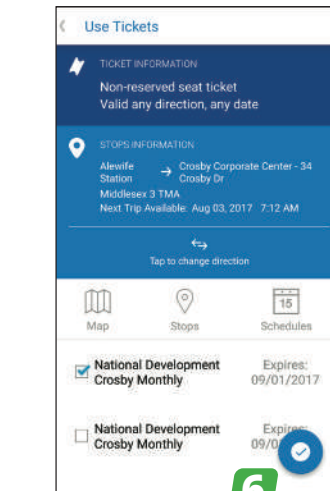 Use Tickets
TICKET INFORMATION
Non-reserved seat ticket
Valid any direction, any date
STOPS INFORMATION
Alewife Station → Crosby Corporate Center - 34 Crosby Dr
Middlesex 3 TMA
Next Trip Available: Aug 03, 2017 7:12 AM
Tap to change direction
Map Stops 15 Schedules
National Development Expires:
Crosby Monthly 09/01/2017
National Development Expires:
Crosby Monthly 09/0
6